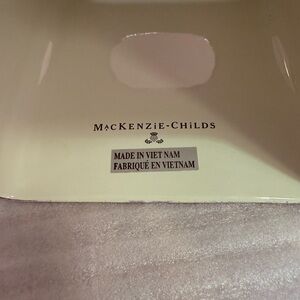 MACKENZIE-CHILDS
MADE IN VIET NAM
FABRIQUÉ EN VIETNAM